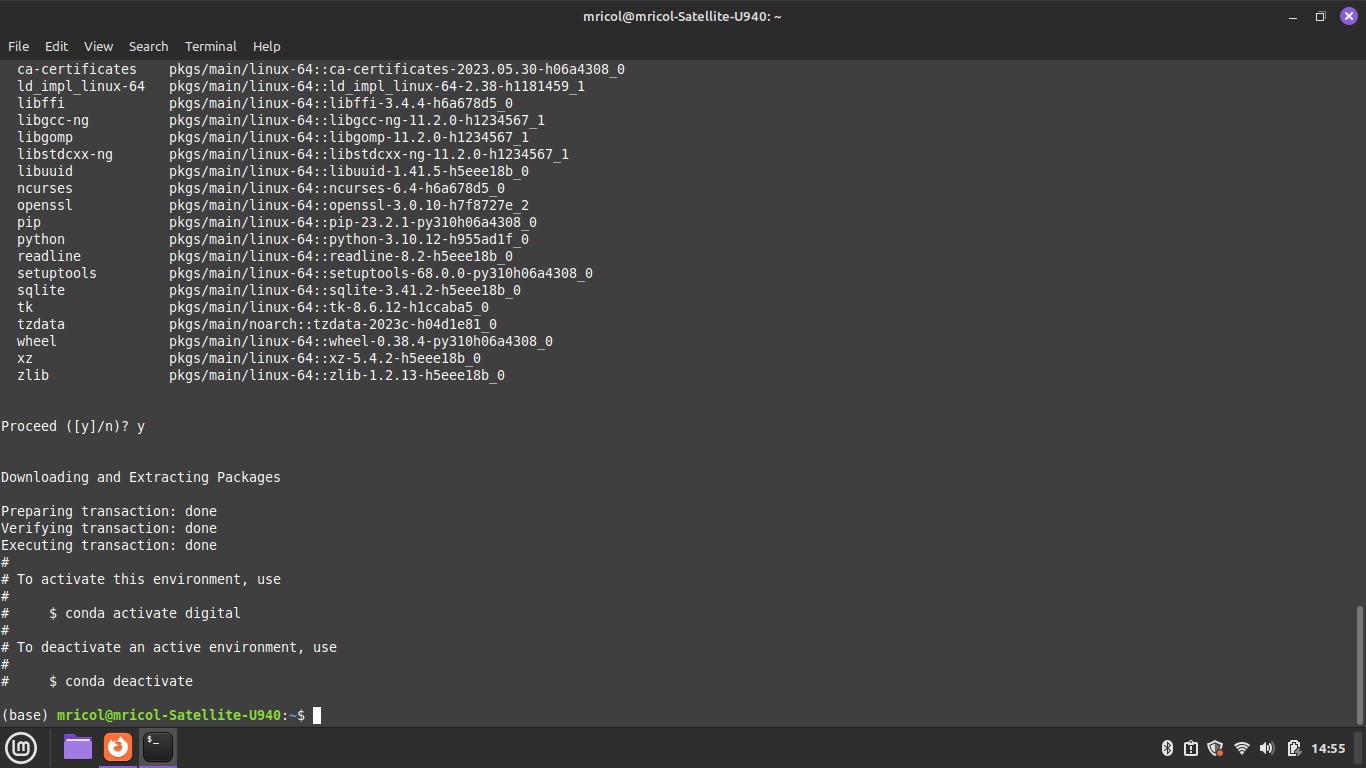 mricol@mricol-Satellite-U940: ~
File Edit View Search Terminal Help
ca-certificates pkgs/main/linux-64::ca-certificates-2023.05.30-h06a4308_0
ld_impl_linux-64 pkgs/main/linux-64::ld_impl_linux-64-2.38-h1181459_1
libffi pkgs/main/linux-64::libffi-3.4.4-h6a678d5_0
libgcc-ng pkgs/main/linux-64::libgcc-ng-11.2.0-h1234567_1
libgomp pkgs/main/linux-64::libgomp-11.2.0-h1234567_1
libstdcxx-ng pkgs/main/linux-64::libstdcxx-ng-11.2.0-h1234567_1
libuuid pkgs/main/linux-64::libuuid-1.41.5-h5eee18b_0
ncurses pkgs/main/linux-64::ncurses-6.4-h6a678d5_0
openssl pkgs/main/linux-64::openssl-3.0.10-h7f8727e_2
pip pkgs/main/linux-64::pip-23.2.1-py310h06a4308_0
python pkgs/main/linux-64::python-3.10.12-h955ad1f_0
readline pkgs/main/linux-64::readline-8.2-h5eee18b_0
setuptools pkgs/main/linux-64::setuptools-68.0.0-py310h06a4308_0
sqlite pkgs/main/linux-64::sqlite-3.41.2-h5eee18b_0
tk pkgs/main/linux-64::tk-8.6.12-h1ccaba5_0
tzdata pkgs/main/noarch::tzdata-2023c-h04d1e81_0
wheel pkgs/main/linux-64::wheel-0.38.4-py310h06a4308_0
xz pkgs/main/linux-64::xz-5.4.2-h5eee18b_0
zlib pkgs/main/linux-64::zlib-1.2.13-h5eee18b_0
Proceed ([y]/n)? y
Downloading and Extracting Packages
Preparing transaction: done
Verifying transaction: done
Executing transaction: done
#
# To activate this environment, use
#
# $ conda activate digital
#
# To deactivate an active environment, use
#
# $ conda deactivate
(base) mricol@mricol-Satellite-U940:~$
14:55